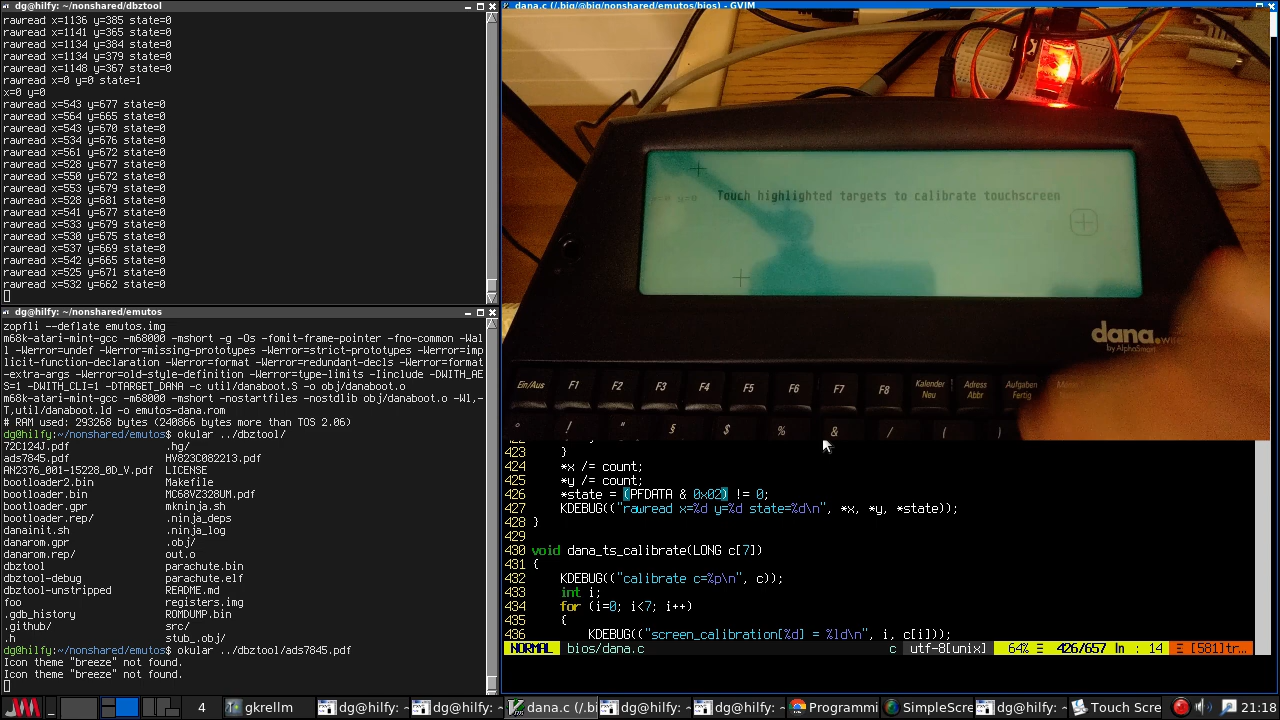 dg@hilfy: ~/nonshared/dbztool
rawread x=1136 y=385 state=0
rawread x=1141 y=365 state=0
rawread x=1134 y=384 state=0
rawread x=1134 y=379 state=0
rawread x=1148 y=367 state=0
rawread x=0 y=0 state=1
x=0 y=0
rawread x=543 y=677 state=0
rawread x=564 y=665 state=0
rawread x=543 y=670 state=0
rawread x=534 y=676 state=0
rawread x=561 y=672 state=0
rawread x=528 y=677 state=0
rawread x=550 y=672 state=0
rawread x=553 y=679 state=0
rawread x=528 y=681 state=0
rawread x=541 y=677 state=0
rawread x=533 y=679 state=0
rawread x=530 y=675 state=0
rawread x=537 y=669 state=0
rawread x=542 y=665 state=0
rawread x=525 y=671 state=0
rawread x=532 y=662 state=0
dg@hilfy: ~/nonshared/emutos
zopfli --deflate emutos.img
m68k-atari-mint-gcc -m68000 -mshort -g -Os -fomit-frame-pointer -fno-common -Wal
l -Werror=undef -Werror=missing-prototypes -Werror=strict-prototypes -Werror=imp
licit-function-declaration -Werror=format -Werror=redundant-decls -Werror=format
-extra-args -Werror=old-style-definition -Werror=type-limits -Iinclude -DWITH_AE
S=1 -DWITH_CLI=1 -DTARGET_DANA -c util/danaboot.S -o obj/danaboot.o
m68k-atari-mint-gcc -m68000 -mshort -nostartfiles -nostdlib obj/danaboot.o -Wl,-
T,util/danaboot.ld -o emutos-dana.rom
# RAM used: 293268 bytes (240866 bytes more than TOS 2.06)
dg@hilfy:~/nonshared/emutos$ okular ../dbztool/
72C124J.pdf .hg/
ads7845.pdf HV823C082213.pdf
AN2376_001-15228_0D_V.pdf LICENSE
bootloader2.bin Makefile
bootloader.bin MC68VZ328UM.pdf
bootloader.gpr mkninja.sh
bootloader.rep/ .ninja_deps
danainit.sh .ninja_log
danarom.gpr .obj/
danarom.rep/ out.o
dbztool parachute.bin
dbztool-debug parachute.elf
dbztool-unstripped README.md
foo registers.img
.gdb_history ROMDUMP.bin
.github/ src/
.h stub_.obj/
dg@hilfy:~/nonshared/emutos$ okular ../dbztool/ads7845.pdf
Icon theme "breeze" not found.
Icon theme "breeze" not found.
dana.c (/.big/@big/nonshared/emutos/bios) - GVIM
Touch highlighted targets to calibrate touchscreen
x=0 y=0
dana.
by AlphaSmart
Ein/Aus F1 F2 F3 F4 F5 F6 F7 F8 Kalender Neu Adress Abbr Aufgaben Fertig
° ! " § $ % & / ( )
423 }
424 *x /= count;
425 *y /= count;
426 *state = (PFDATA & 0x02) != 0;
427 KDEBUG(("rawread x=%d y=%d state=%d\n", *x, *y, *state));
428 }
429
430 void dana_ts_calibrate(LONG c[7])
431 {
432 KDEBUG(("calibrate c=%p\n", c));
433 int i;
434 for (i=0; i<7; i++)
435 {
436 KDEBUG(("screen_calibration[%d] = %ld\n", i, c[i]));
NORMAL bios/dana.c c utf-8[unix] 64% 426/657 ln : 14 [581]tr…
4 gkrellm dg@hilfy: ~ dg@hilfy: ~ dana.c (/.bi dg@hilfy: ~ dg@hilfy: ~ Programmi SimpleScre dg@hilfy: ~ Touch Scre 21:18